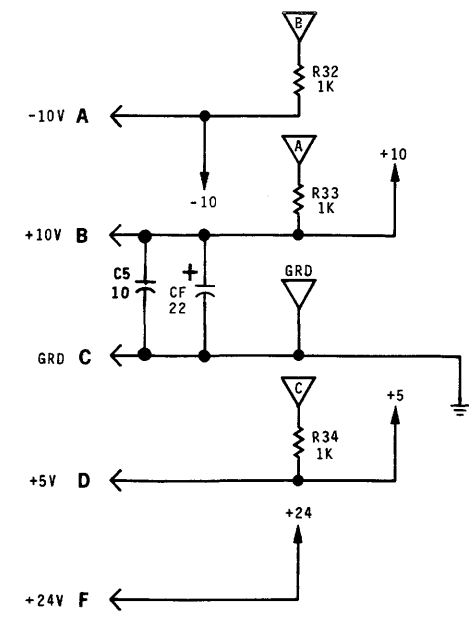 B
R32
1K
-10V A
-10
A
+10
R33
1K
+10V B
C5
10
+
CF
22
GRD
GRD C
C
+5
R34
1K
+5V D
+24
+24V F